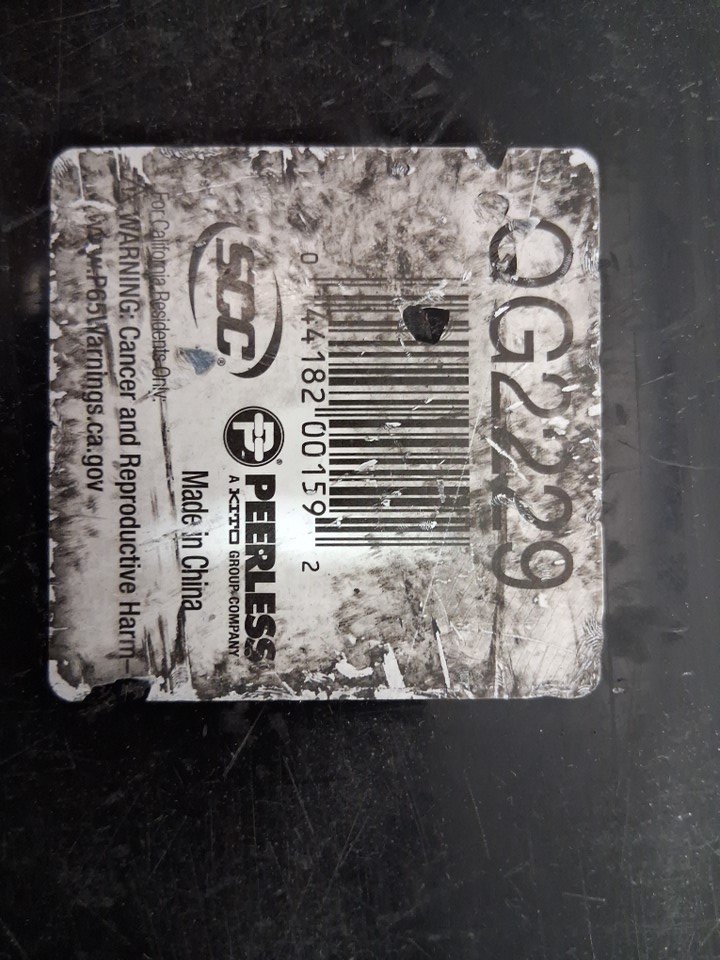 QG2229
0 44182 00159 2
SCC®
P® PEERLESS
A KITO GROUP COMPANY
Made in China
For California Residents Only:
⚠ WARNING: Cancer and Reproductive Harm–
www.P65Warnings.ca.gov